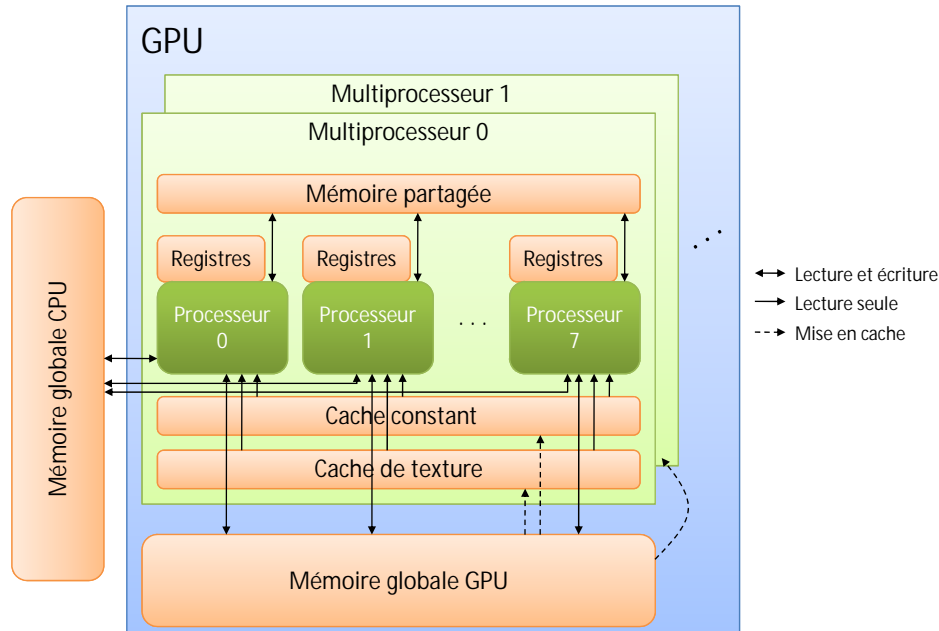 GPU
Multiprocesseur 1
Multiprocesseur 0
Mémoire partagée
Registres
Registres
Registres
Processeur
0
Processeur
1
. . .
Processeur
7
Cache constant
Cache de texture
Mémoire globale GPU
Mémoire globale CPU
. . .
Lecture et écriture
Lecture seule
Mise en cache